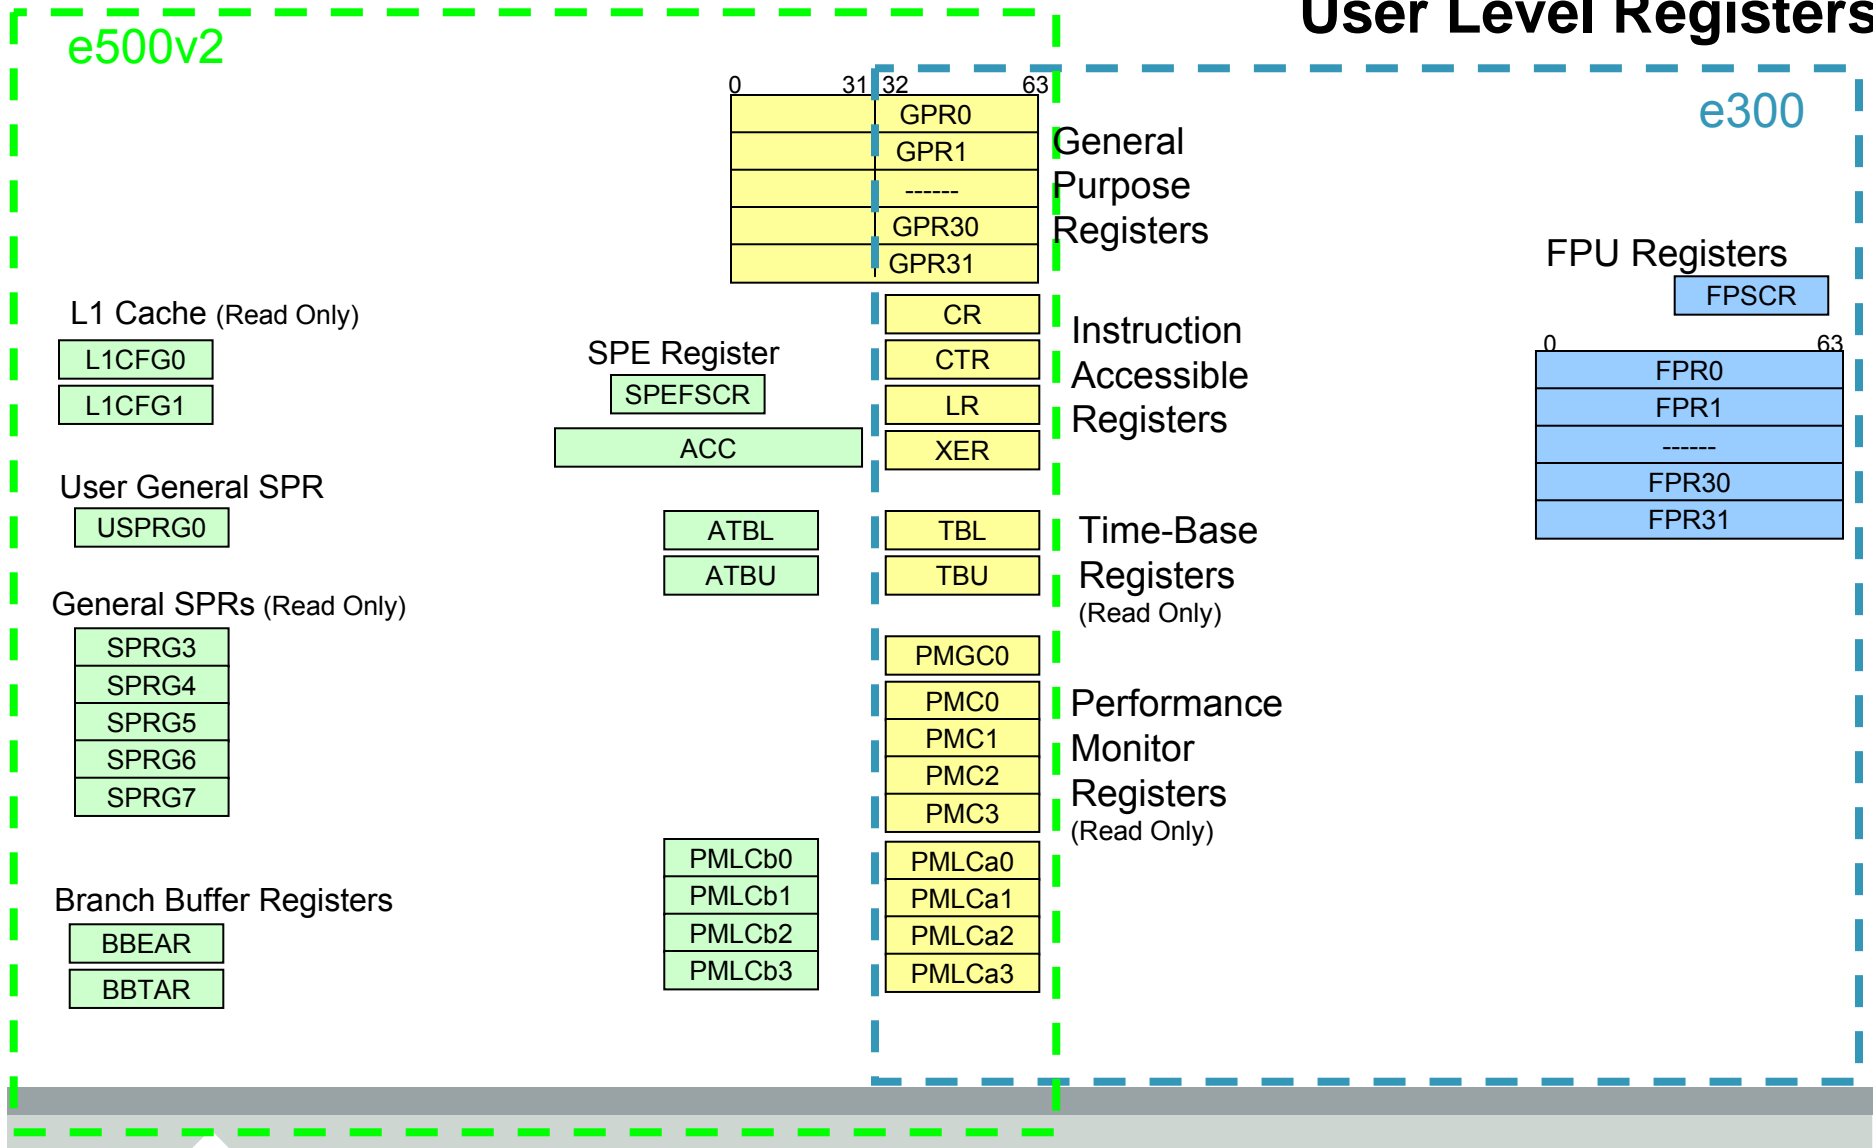 User Level Registers
e500v2
e300
0 31 32 63
GPR0
GPR1
------
GPR30
GPR31
General
Purpose
Registers
L1 Cache (Read Only)
L1CFG0
L1CFG1
User General SPR
USPRG0
General SPRs (Read Only)
SPRG3
SPRG4
SPRG5
SPRG6
SPRG7
Branch Buffer Registers
BBEAR
BBTAR
SPE Register
SPEFSCR
ACC
ATBL
ATBU
PMLCb0
PMLCb1
PMLCb2
PMLCb3
CR
CTR
LR
XER
Instruction
Accessible
Registers
TBL
TBU
Time-Base
Registers
(Read Only)
PMGC0
PMC0
PMC1
PMC2
PMC3
PMLCa0
PMLCa1
PMLCa2
PMLCa3
Performance
Monitor
Registers
(Read Only)
FPU Registers
FPSCR
0 63
FPR0
FPR1
------
FPR30
FPR31